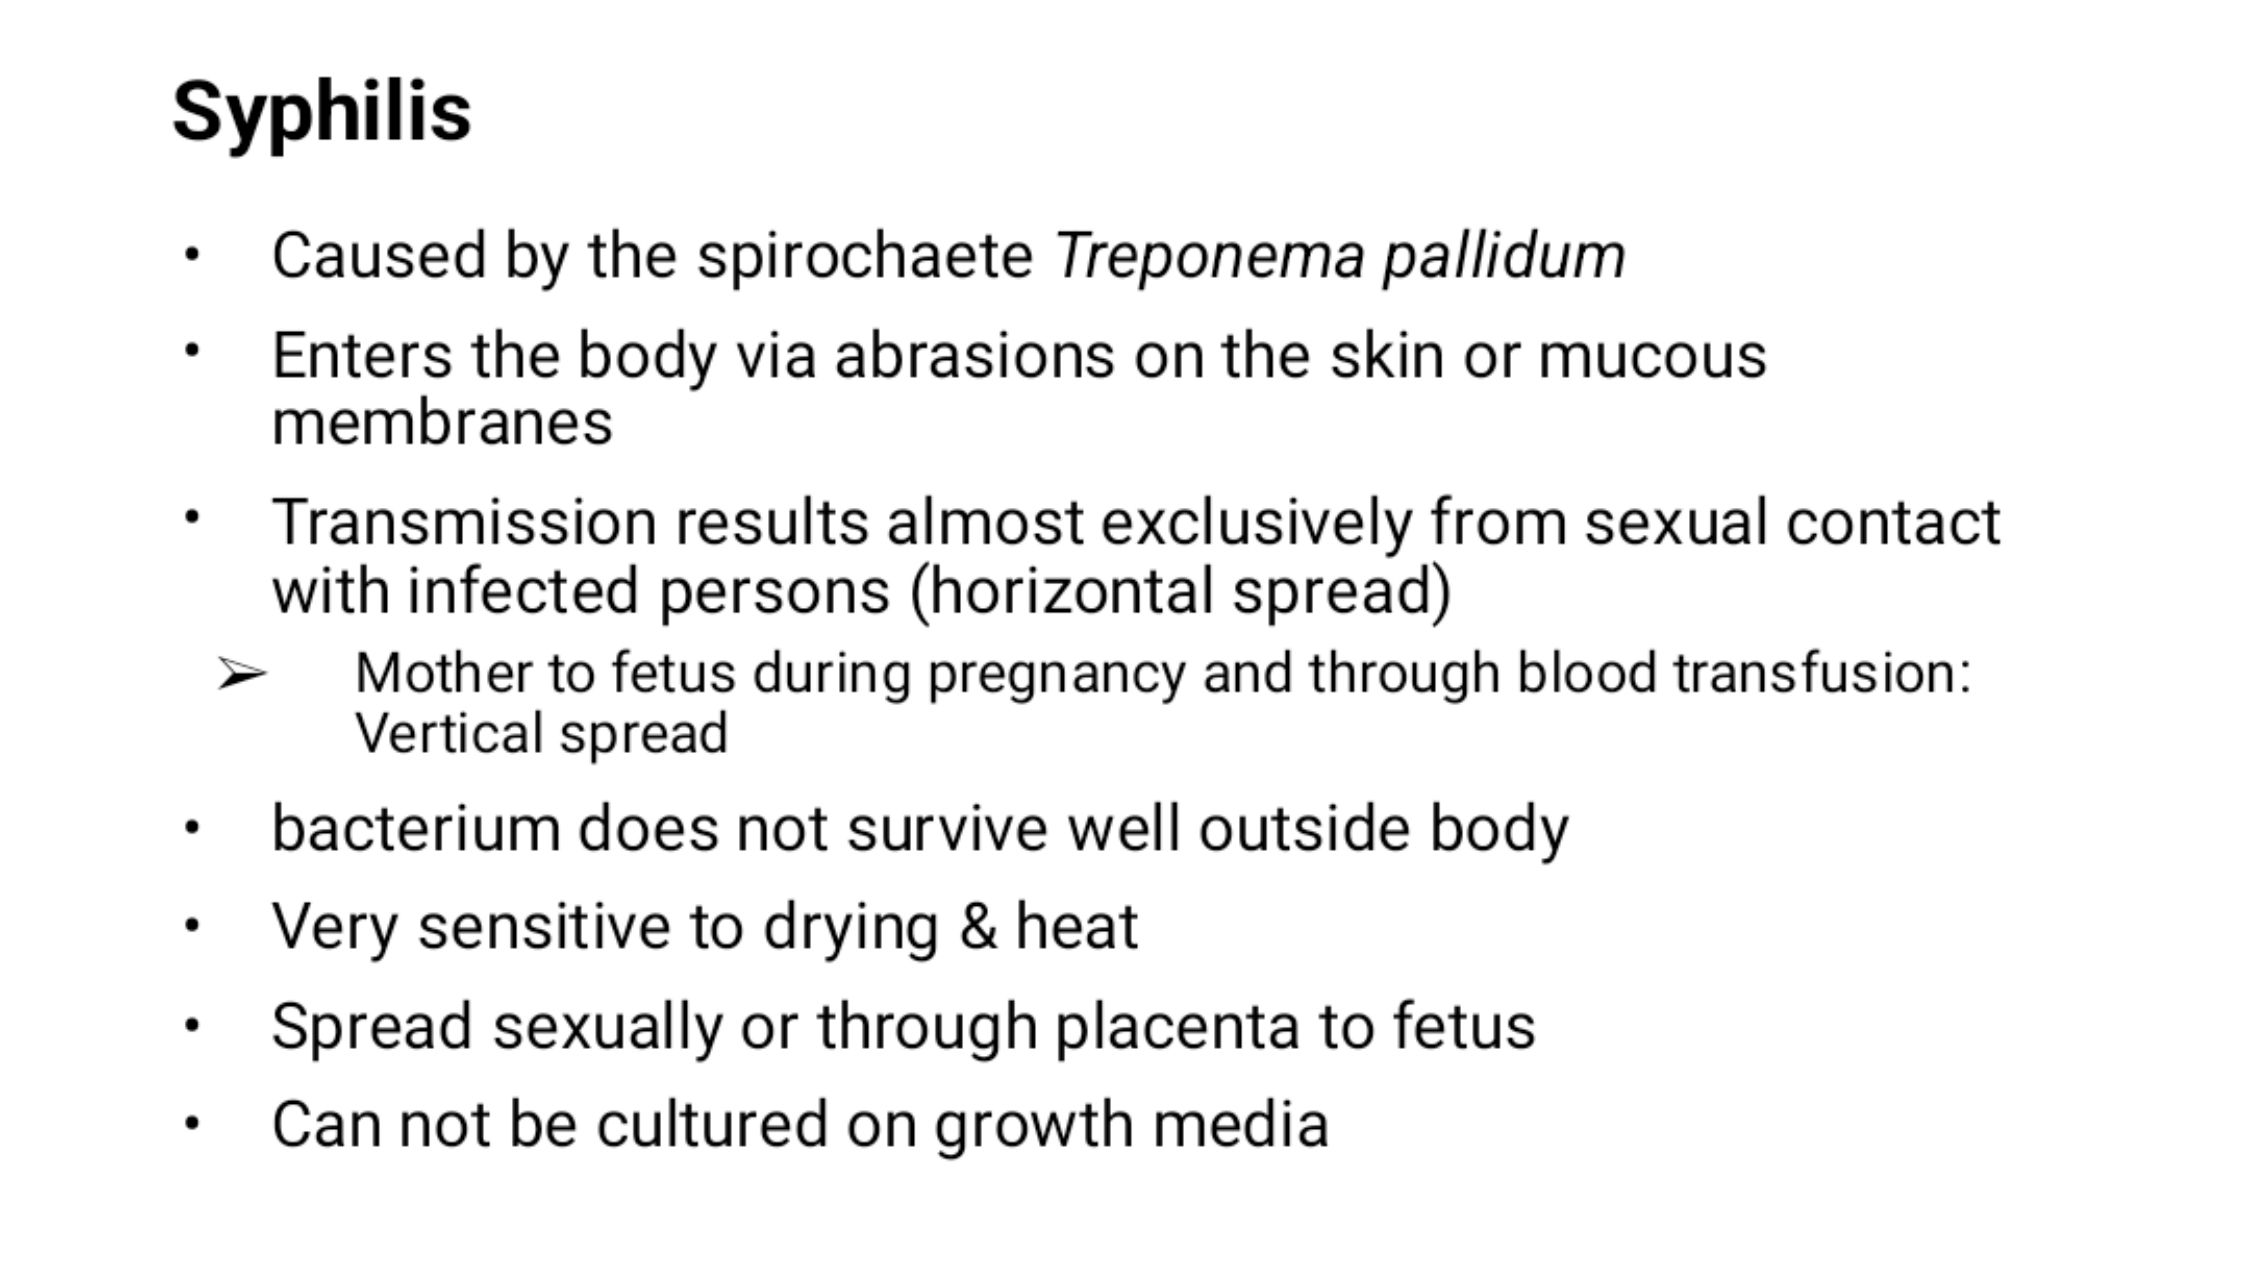 Syphilis
• Caused by the spirochaete Treponema pallidum
• Enters the body via abrasions on the skin or mucous
membranes
• Transmission results almost exclusively from sexual contact
with infected persons (horizontal spread)
➢ Mother to fetus during pregnancy and through blood transfusion:
Vertical spread
• bacterium does not survive well outside body
• Very sensitive to drying & heat
• Spread sexually or through placenta to fetus
• Can not be cultured on growth media